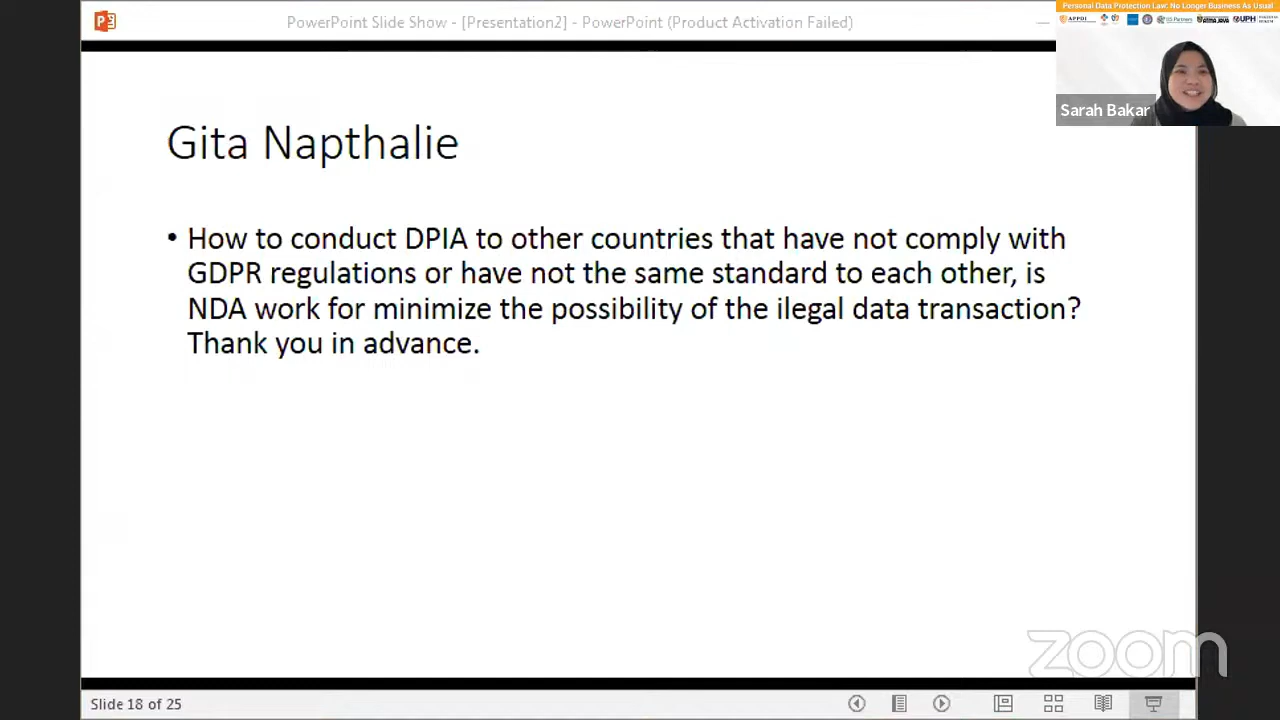 PowerPoint Slide Show - [Presentation2] - PowerPoint (Product Activation Failed)
Personal Data Protection Law: No Longer Business As Usual
APPDI
UPH
Sarah Bakar
Gita Napthalie
• How to conduct DPIA to other countries that have not comply with
GDPR regulations or have not the same standard to each other, is
NDA work for minimize the possibility of the ilegal data transaction?
Thank you in advance.
zoom
Slide 18 of 25